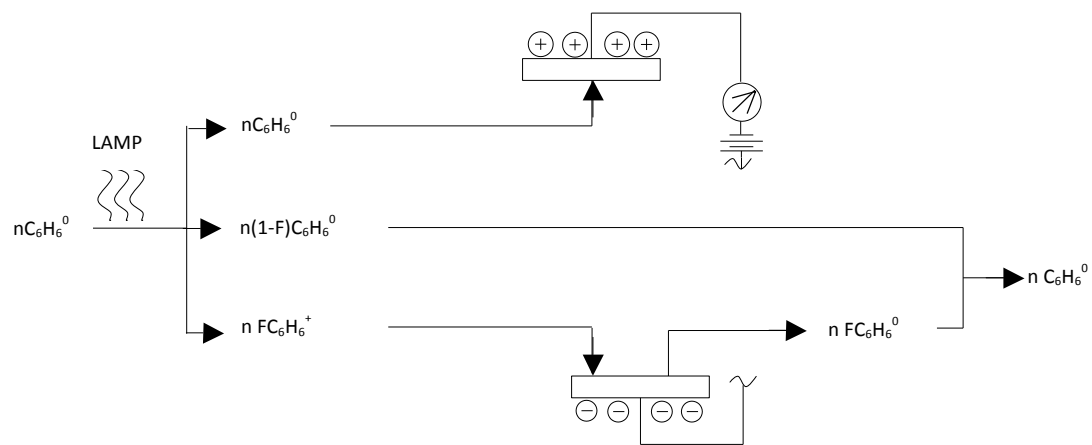 nC₆H₆⁰
LAMP
nC₆H₆⁰
n(1-F)C₆H₆⁰
n C₆H₆⁰
n FC₆H₆⁺
n FC₆H₆⁰